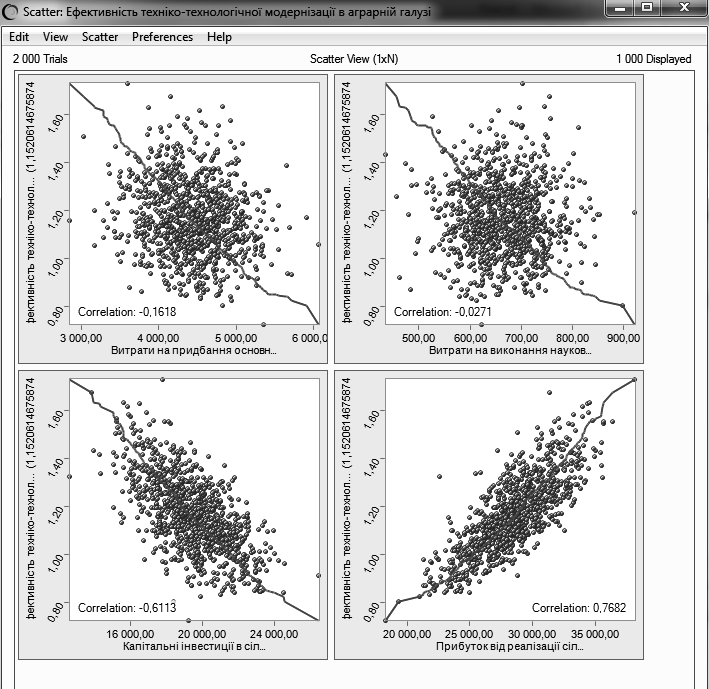 Scatter: Ефективність техніко-технологічної модернізації в аграрній галузі
Edit View Scatter Preferences Help
2 000 Trials
Scatter View (1xN)
1 000 Displayed
фективність техніко-технол... (1,1520614675874
1,60
1,40
1,20
1,00
0,80
Correlation: -0,1618
3 000,00 4 000,00 5 000,00 6 000,0
Витрати на придбання основн...
фективність техніко-технол... (1,1520614675874
1,60
1,40
1,20
1,00
0,80
Correlation: -0,0271
500,00 600,00 700,00 800,00 900,00
Витрати на виконання науков...
фективність техніко-технол... (1,1520614675874
1,60
1,40
1,20
1,00
0,80
Correlation: -0,6113
16 000,00 20 000,00 24 000,00
Капітальні інвестиції в сіл...
фективність техніко-технол... (1,1520614675874
1,60
1,40
1,20
1,00
0,80
Correlation: 0,7682
20 000,00 25 000,00 30 000,00 35 000,00
Прибуток від реалізації сіл...